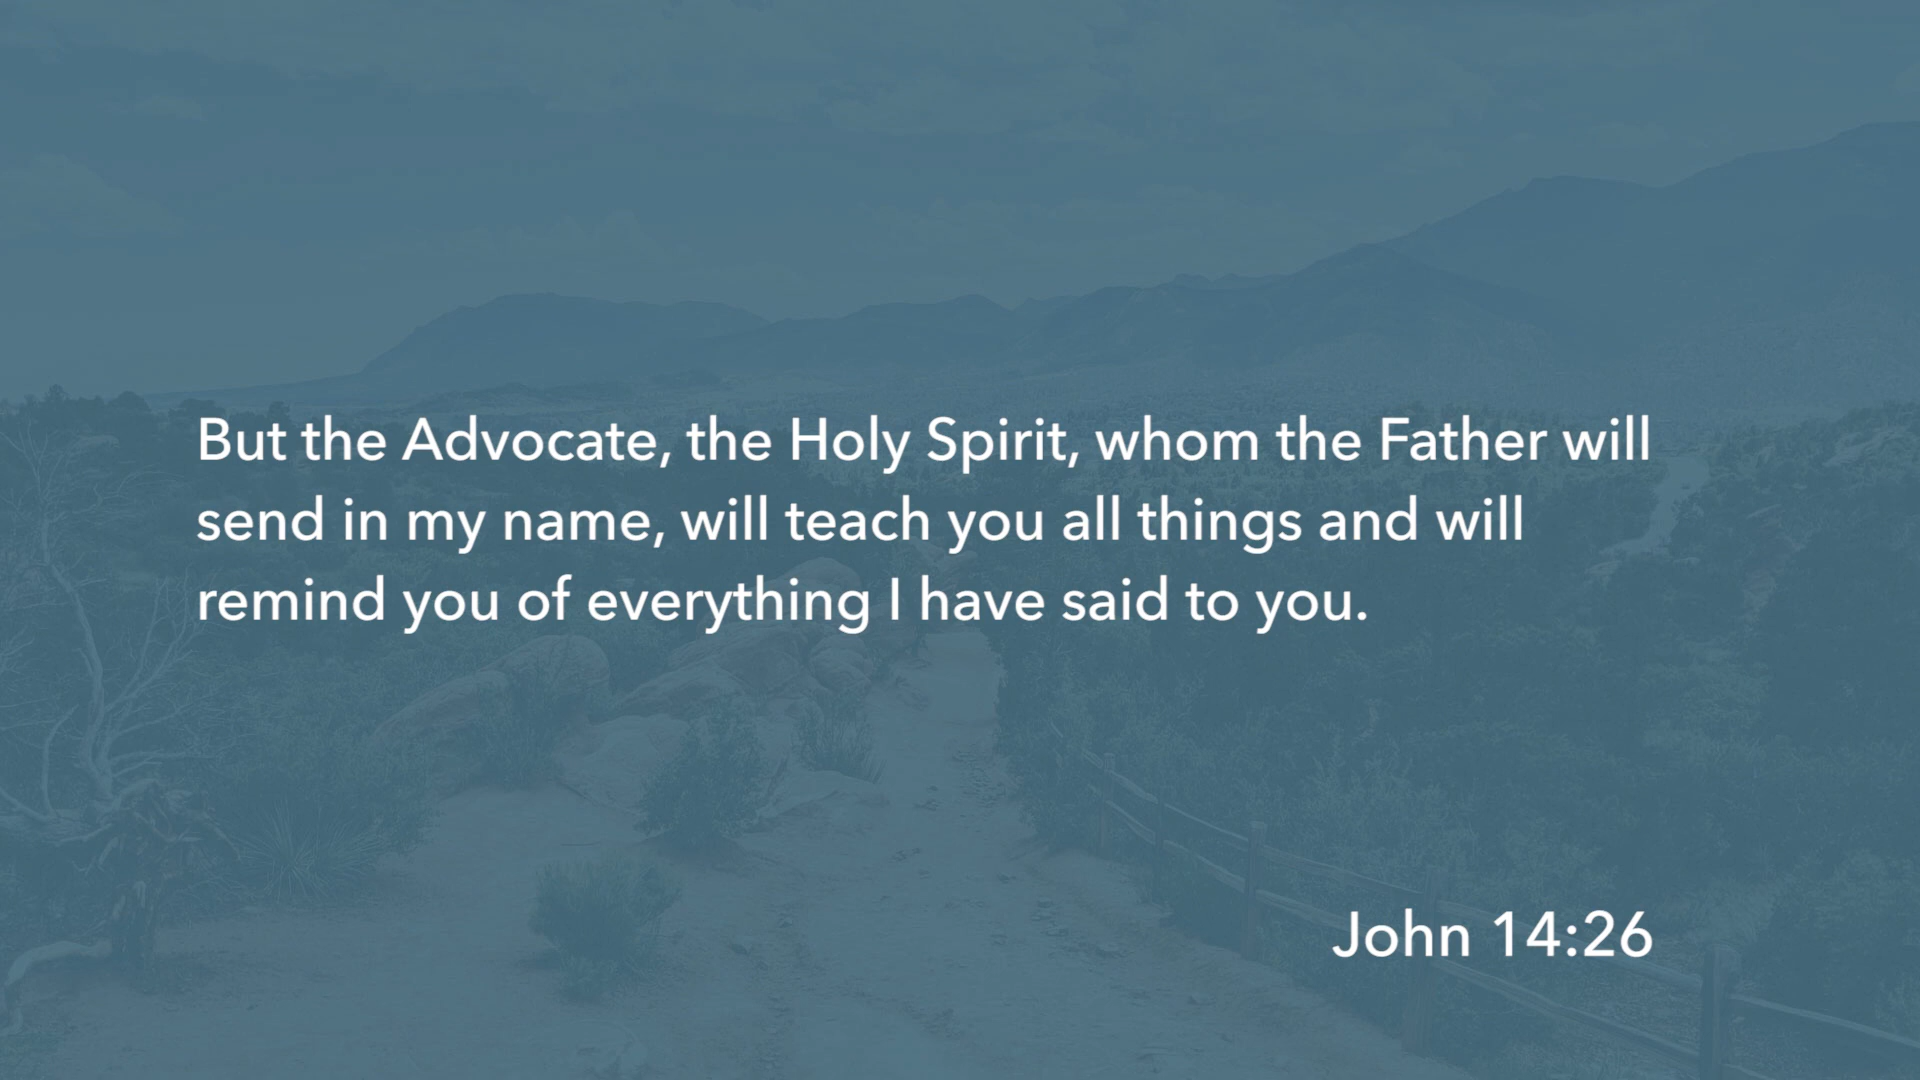 But the Advocate, the Holy Spirit, whom the Father will
send in my name, will teach you all things and will
remind you of everything I have said to you.
John 14:26